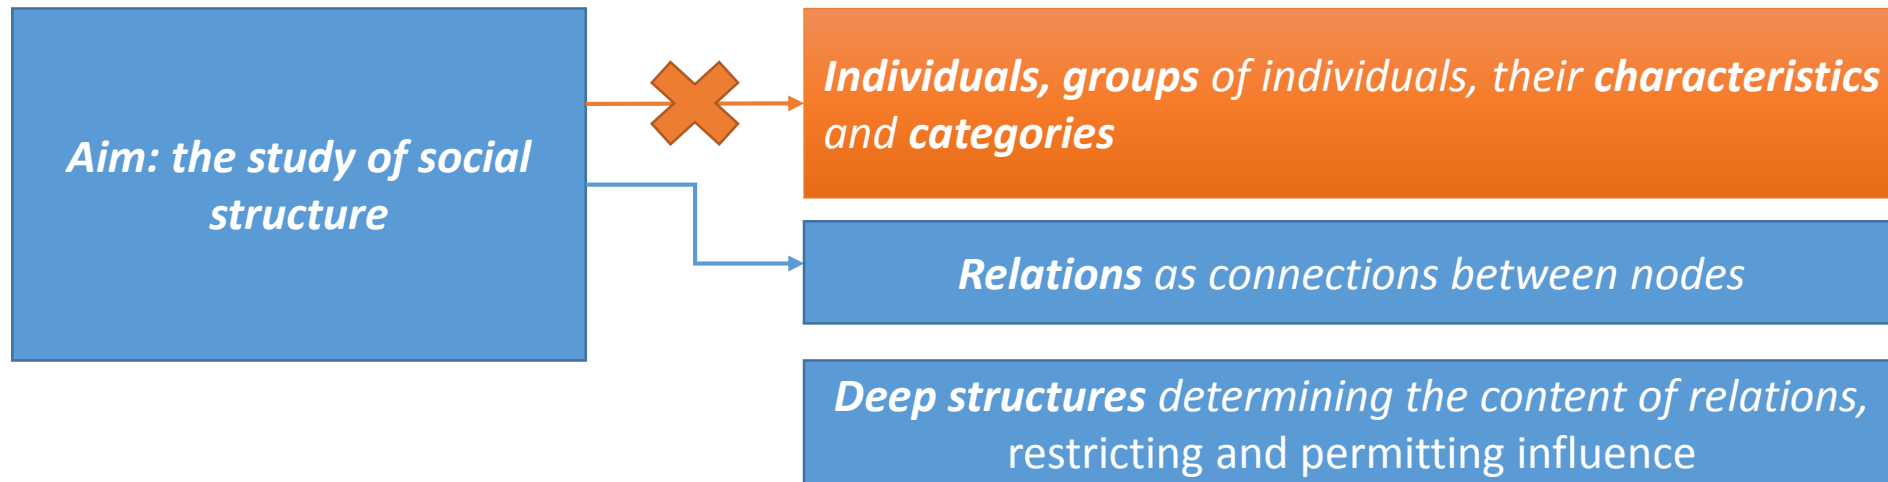 Aim: the study of social
structure
Individuals, groups of individuals, their characteristics
and categories
Relations as connections between nodes
Deep structures determining the content of relations,
restricting and permitting influence